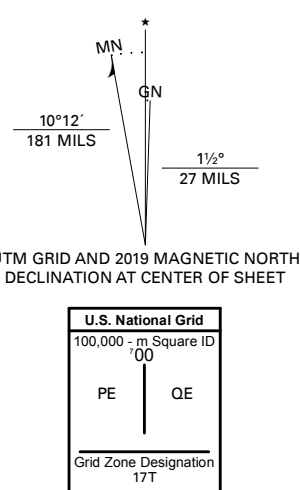 ★
MN
GN
10°12´
181 MILS
1½°
27 MILS
UTM GRID AND 2019 MAGNETIC NORTH
DECLINATION AT CENTER OF SHEET
U.S. National Grid
100,000 - m Square ID
⁷00
PE QE
Grid Zone Designation
17T